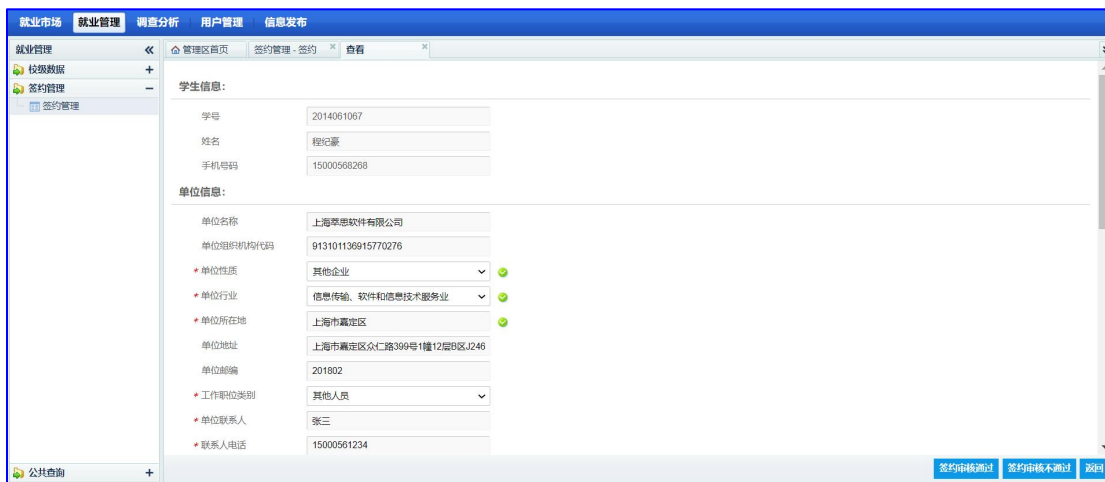 就业市场 就业管理 调查分析 用户管理 信息发布
就业管理 « 管理区首页 签约管理 - 签约 × 查看 ×
校级数据 +
签约管理 −
签约管理
公共查询 +
学生信息:
学号 2014061067
姓名 程纪豪
手机号码 15000568268
单位信息:
单位名称 上海萃思软件有限公司
单位组织机构代码 913101136915770276
* 单位性质 其他企业
* 单位行业 信息传输、软件和信息技术服务业
* 单位所在地 上海市嘉定区
单位地址 上海市嘉定区众仁路399号1幢12层B区J246
单位邮编 201802
* 工作职位类别 其他人员
* 单位联系人 张三
* 联系人电话 15000561234
签约审核通过 签约审核不通过 返回